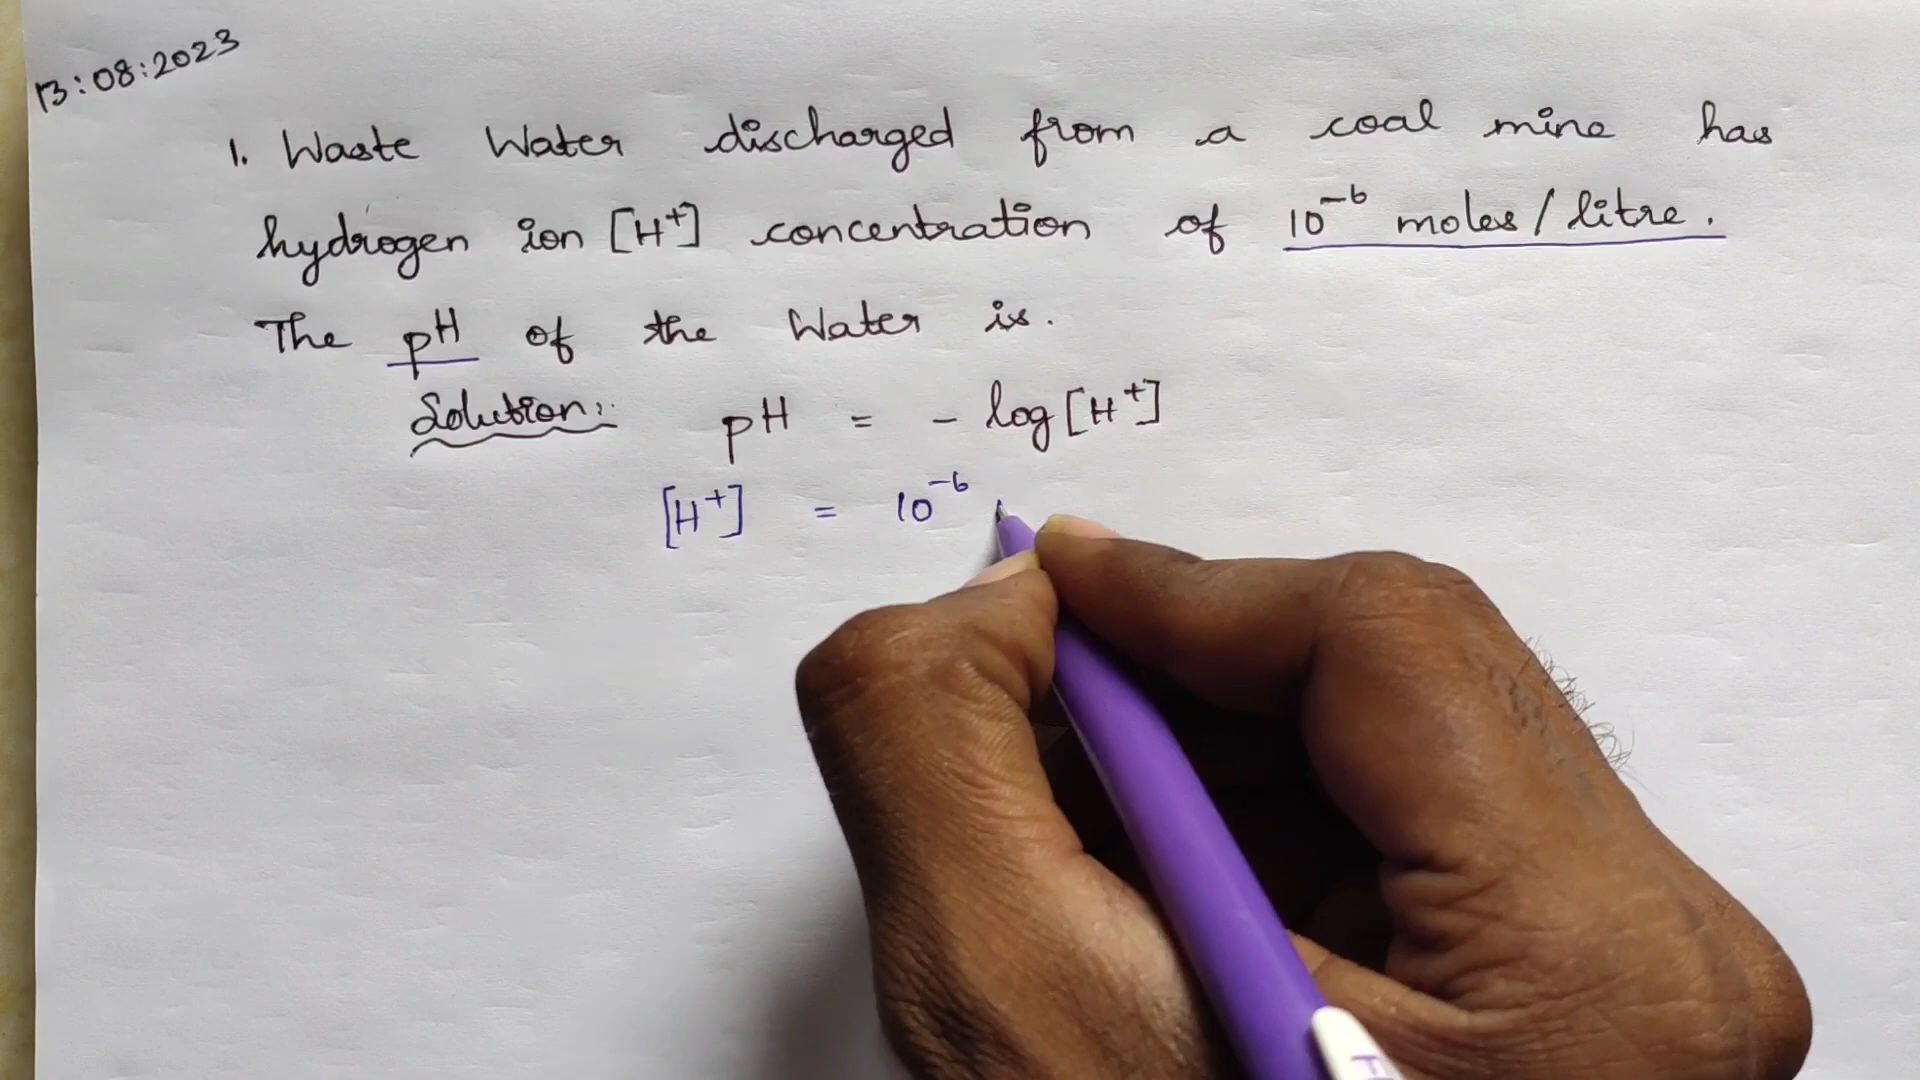 13:08:2023
1. Waste Water discharged from a coal mine has
hydrogen ion [H⁺] concentration of 10⁻⁶ moles/litre.
The pH of the Water is.
Solution:
pH = - log[H⁺]
[H⁺] = 10⁻⁶